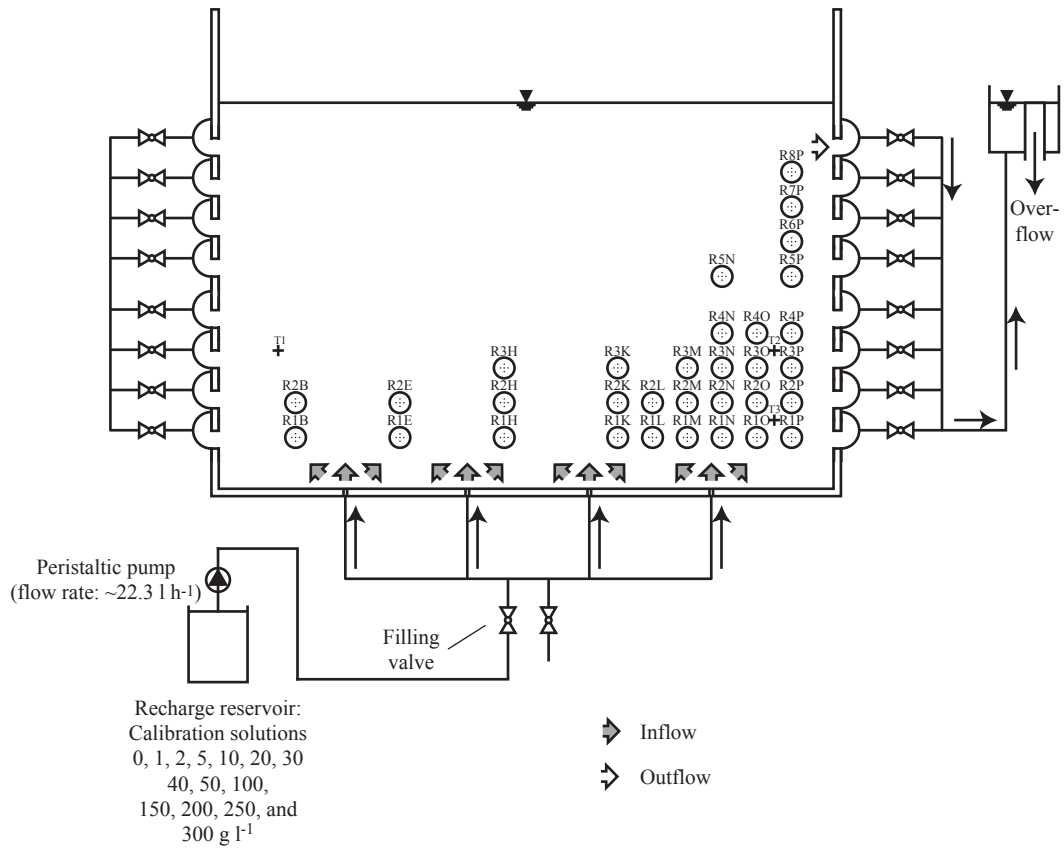 R8P
R7P
R6P
Over-
flow
R5N R5P
R4N R4O R4P
T1 T2
R3H R3K R3M R3N R3O R3P
R2B R2E R2H R2K R2L R2M R2N R2O R2P
T3
R1B R1E R1H R1K R1L R1M R1N R1O R1P
Peristaltic pump
(flow rate: ~22.3 l h-1)
Filling
valve
Recharge reservoir:
Calibration solutions
0, 1, 2, 5, 10, 20, 30
40, 50, 100,
150, 200, 250, and
300 g l-1
Inflow
Outflow